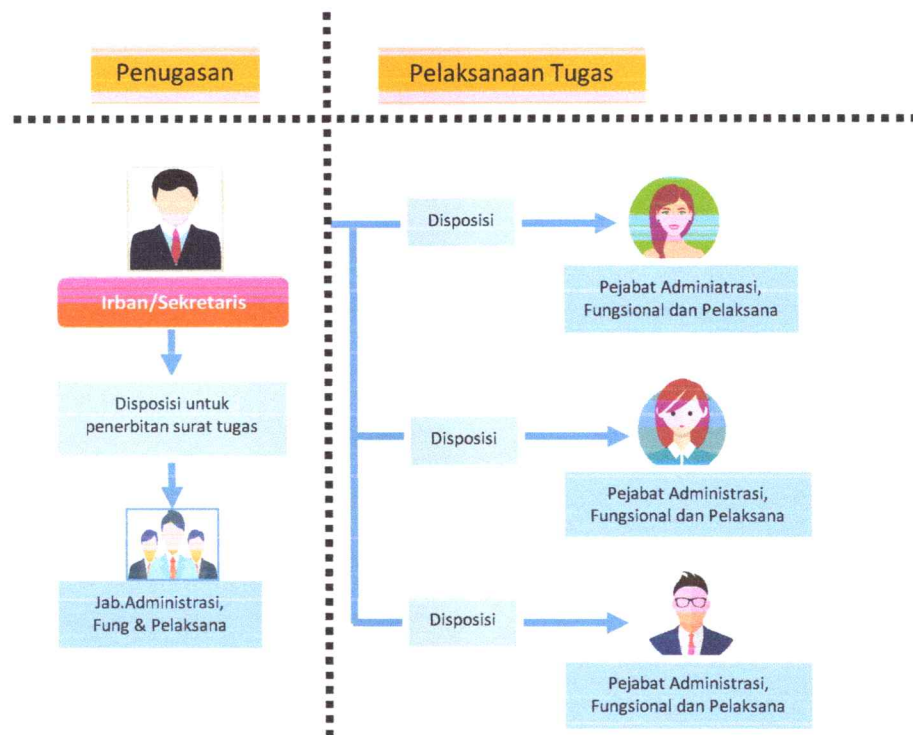 Penugasan
Pelaksanaan Tugas
Irban/Sekretaris
Disposisi untuk
penerbitan surat tugas
Jab.Administrasi,
Fung & Pelaksana
Disposisi
Pejabat Adminiatrasi,
Fungsional dan Pelaksana
Disposisi
Pejabat Administrasi,
Fungsional dan Pelaksana
Disposisi
Pejabat Administrasi,
Fungsional dan Pelaksana